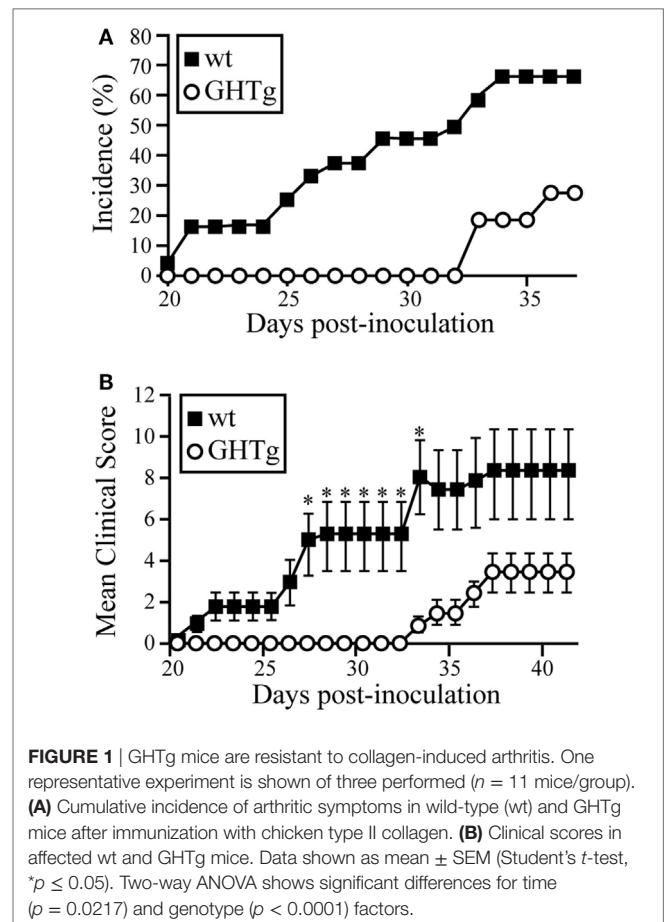 A
wt
GHTg
Incidence (%)
80
70
60
50
40
30
20
10
0
20 25 30 35
Days post-inoculation
B
wt
GHTg
Mean Clinical Score
12
10
8
6
4
2
0
* * * * * * *
20 25 30 35 40
Days post-inoculation
FIGURE 1 | GHTg mice are resistant to collagen-induced arthritis. One
representative experiment is shown of three performed (n = 11 mice/group).
(A) Cumulative incidence of arthritic symptoms in wild-type (wt) and GHTg
mice after immunization with chicken type II collagen. (B) Clinical scores in
affected wt and GHTg mice. Data shown as mean ± SEM (Student’s t-test,
*p ≤ 0.05). Two-way ANOVA shows significant differences for time
(p = 0.0217) and genotype (p < 0.0001) factors.